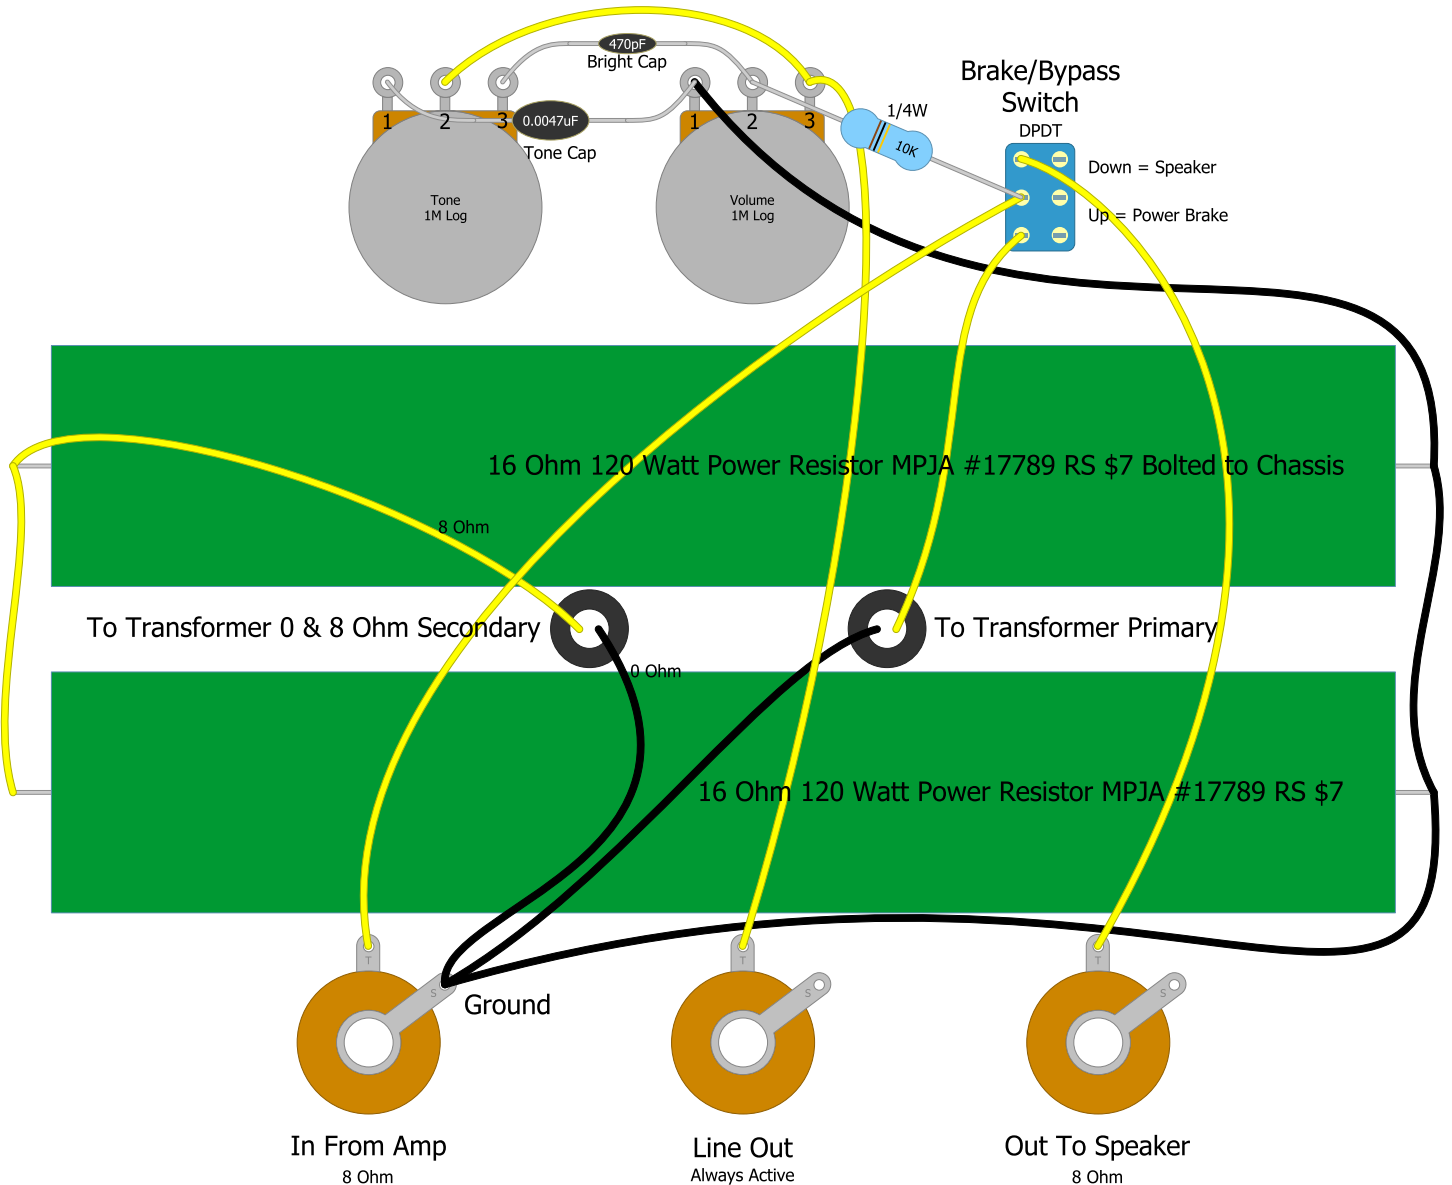 470pF
Bright Cap
Brake/Bypass
Switch
DPDT
1/4W
10K
1
2
3
0.0047uF
Tone Cap
1
2
3
Down = Speaker
Up = Power Brake
Tone
1M Log
Volume
1M Log
16 Ohm 120 Watt Power Resistor MPJA #17789 RS $7 Bolted to Chassis
8 Ohm
To Transformer 0 & 8 Ohm Secondary
To Transformer Primary
0 Ohm
16 Ohm 120 Watt Power Resistor MPJA #17789 RS $7
T
S
Ground
T
S
T
S
In From Amp
8 Ohm
Line Out
Always Active
Out To Speaker
8 Ohm